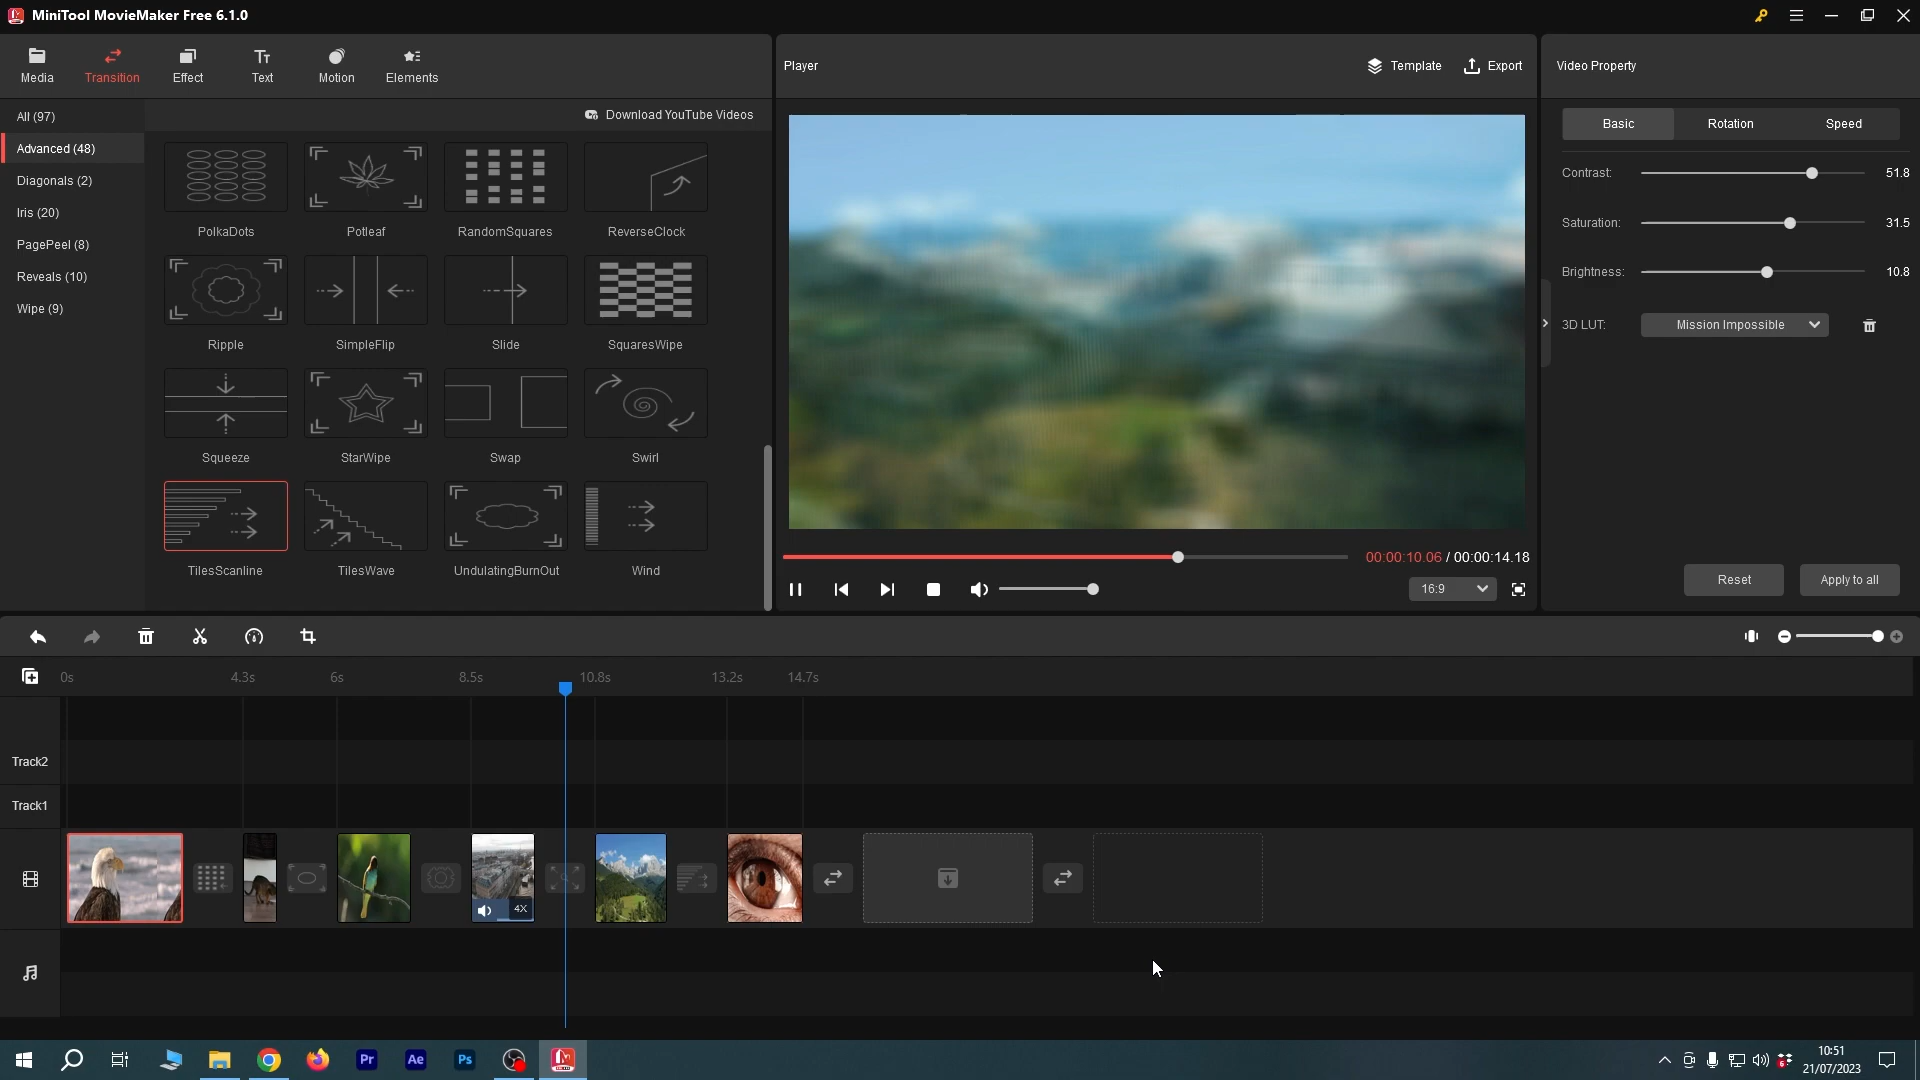 MiniTool MovieMaker Free 6.1.0
Media
Transition
Effect
Text
Motion
Elements
All (97)
Advanced (48)
Diagonals (2)
Iris (20)
PagePeel (8)
Reveals (10)
Wipe (9)
Download YouTube Videos
PolkaDots
Potleaf
RandomSquares
ReverseClock
Ripple
SimpleFlip
Slide
SquaresWipe
Squeeze
StarWipe
Swap
Swirl
TilesScanline
TilesWave
UndulatingBurnOut
Wind
Player
Template
Export
00:00:10.06 / 00:00:14.18
16:9
Video Property
Basic
Rotation
Speed
Contrast: 51.8
Saturation: 31.5
Brightness: 10.8
3D LUT: Mission Impossible
Reset
Apply to all
0s 4.3s 6s 8.5s 10.8s 13.2s 14.7s
Track2
Track1
4X
Pr
Ae
Ps
10:51
21/07/2023